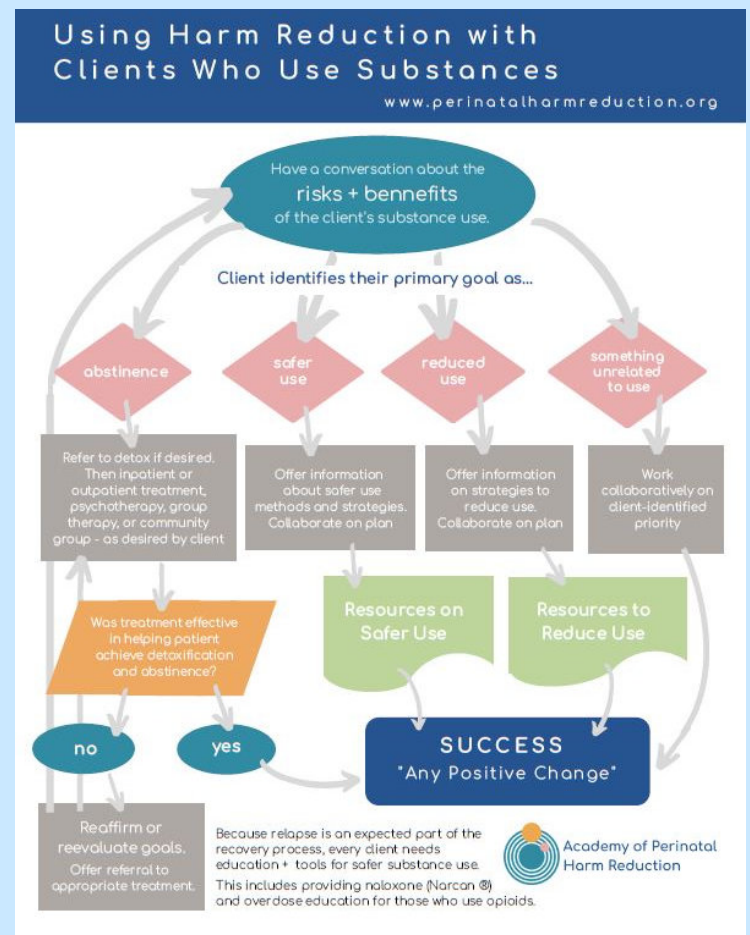 Using Harm Reduction with
Clients Who Use Substances
www.perinatalharmreduction.org
Have a conversation about the
risks + bennefits
of the client's substance use.
Client identifies their primary goal as...
abstinence
safer
use
reduced
use
something
unrelated
to use
Refer to detox if desired.
Then inpatient or
outpatient treatment,
psychotherapy, group
therapy, or community
group - as desired by client
Offer information
about safer use
methods and strategies.
Collaborate on plan
Offer information
on strategies to
reduce use.
Collaborate on plan
Work
collaboratively on
client-identified
priority
Was treatment effective
in helping patient
achieve detoxification
and abstinence?
Resources on
Safer Use
Resources to
Reduce Use
no
yes
SUCCESS
"Any Positive Change"
Reaffirm or
reevaluate goals.
Offer referral to
appropriate treatment.
Because relapse is an expected part of the
recovery process, every client needs
education + tools for safer substance use.
This includes providing naloxone (Narcan ®)
and overdose education for those who use opioids.
Academy of Perinatal
Harm Reduction